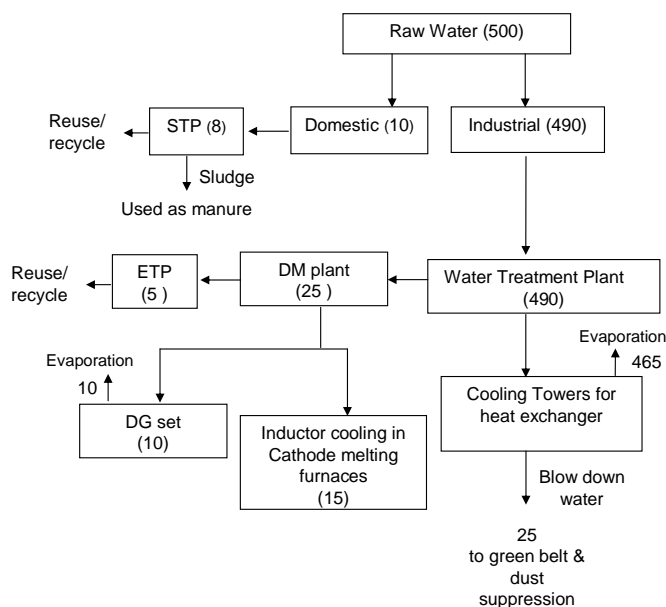 Raw Water (500)
Reuse/
recycle
STP (8)
Domestic (10)
Industrial (490)
Sludge
Used as manure
Reuse/
recycle
ETP
(5 )
DM plant
(25 )
Water Treatment Plant
(490)
Evaporation
10
Evaporation
465
DG set
(10)
Inductor cooling in
Cathode melting
furnaces
(15)
Cooling Towers for
heat exchanger
Blow down
water
25
to green belt &
dust
suppression